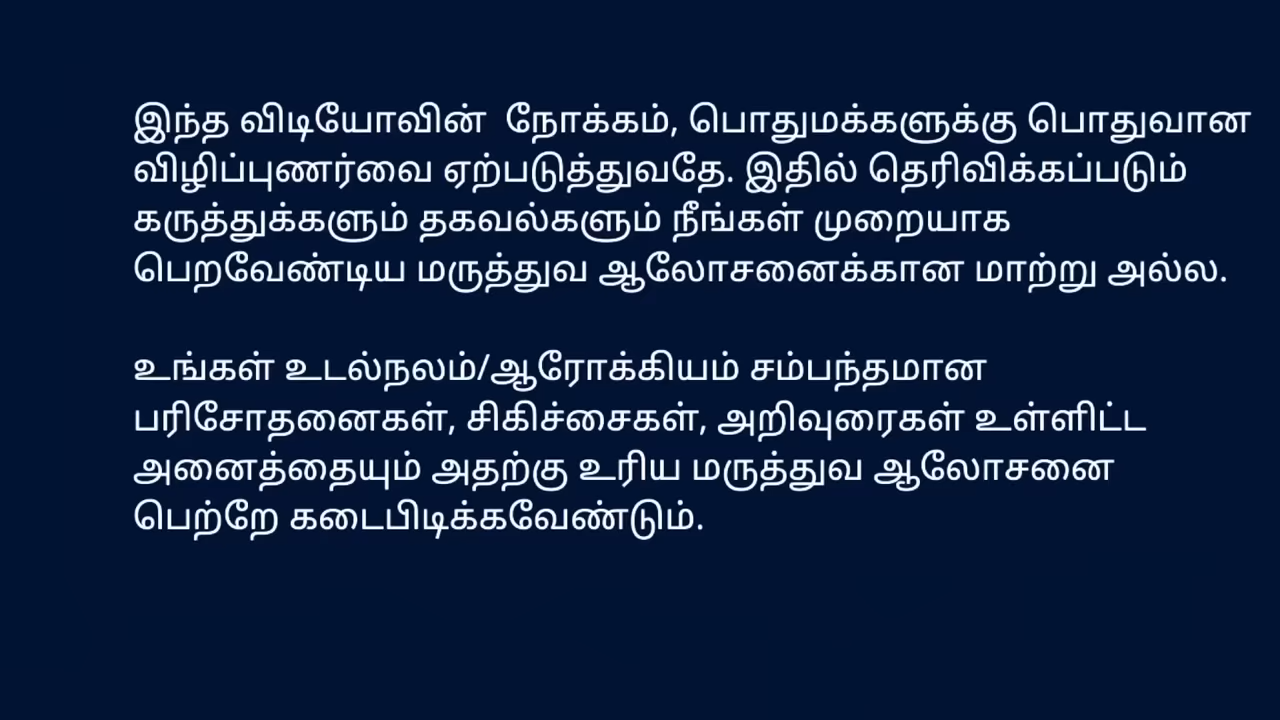 இந்த விடியோவின்  நோக்கம், பொதுமக்களுக்கு பொதுவான
விழிப்புணர்வை ஏற்படுத்துவதே. இதில் தெரிவிக்கப்படும்
கருத்துக்களும் தகவல்களும் நீங்கள் முறையாக
பெறவேண்டிய மருத்துவ ஆலோசனைக்கான மாற்று அல்ல.
உங்கள் உடல்நலம்/ஆரோக்கியம் சம்பந்தமான
பரிசோதனைகள், சிகிச்சைகள், அறிவுரைகள் உள்ளிட்ட
அனைத்தையும் அதற்கு உரிய மருத்துவ ஆலோசனை
பெற்றே கடைபிடிக்கவேண்டும்.